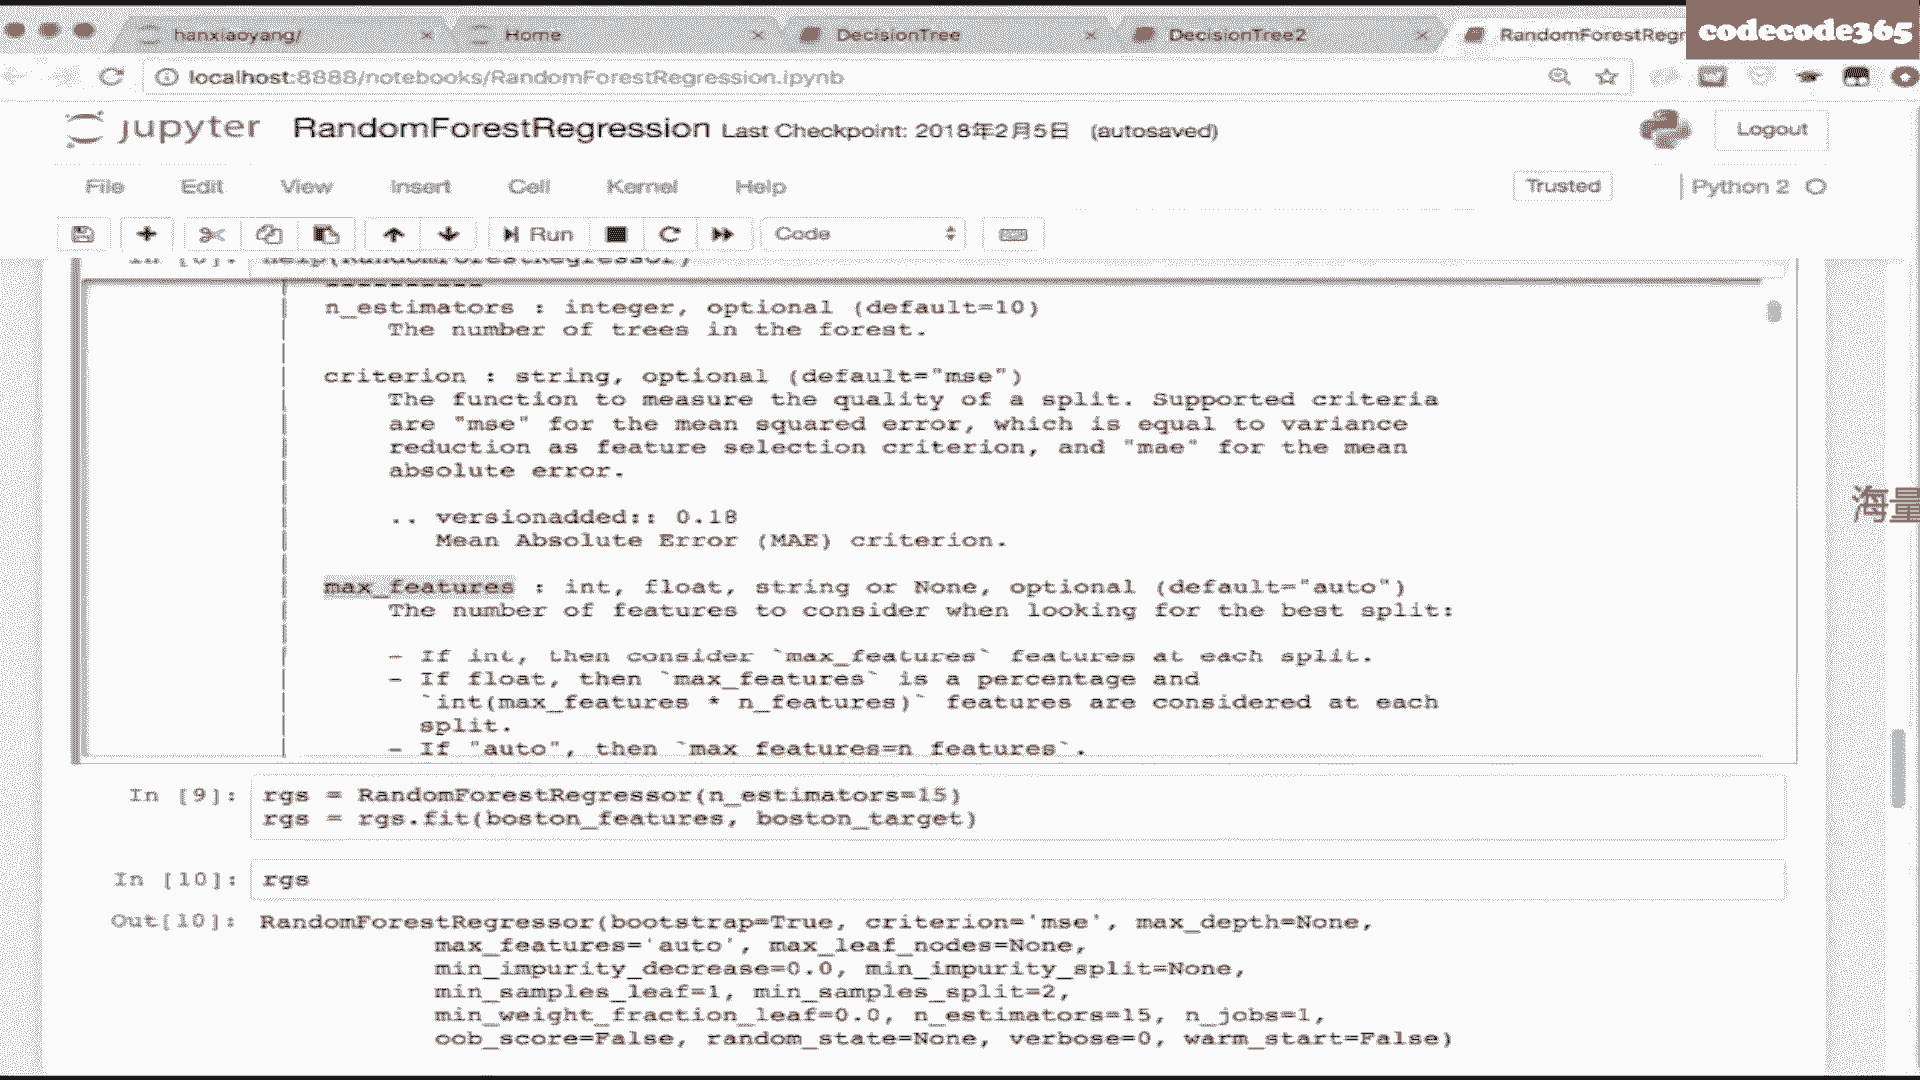 codecode365
hanxiaoyang/
Home
DecisionTree
DecisionTree2
RandomForestRegr
localhost:8888/notebooks/RandomForestRegression.ipynb
jupyter RandomForestRegression Last Checkpoint: 2018年2月5日 (autosaved)
Logout
File Edit View Insert Cell Kernel Help
Trusted
Python 2
Run
Code
help(RandomForestRegressor)
n_estimators : integer, optional (default=10)
The number of trees in the forest.
criterion : string, optional (default="mse")
The function to measure the quality of a split. Supported criteria
are "mse" for the mean squared error, which is equal to variance
reduction as feature selection criterion, and "mae" for the mean
absolute error.
.. versionadded:: 0.18
Mean Absolute Error (MAE) criterion.
max_features : int, float, string or None, optional (default="auto")
The number of features to consider when looking for the best split:
- If int, then consider `max_features` features at each split.
- If float, then `max_features` is a percentage and
`int(max_features * n_features)` features are considered at each
split.
- If "auto", then `max_features=n_features`.
海量
In [9]: rgs = RandomForestRegressor(n_estimators=15)
rgs = rgs.fit(boston_features, boston_target)
In [10]: rgs
Out[10]: RandomForestRegressor(bootstrap=True, criterion='mse', max_depth=None,
max_features='auto', max_leaf_nodes=None,
min_impurity_decrease=0.0, min_impurity_split=None,
min_samples_leaf=1, min_samples_split=2,
min_weight_fraction_leaf=0.0, n_estimators=15, n_jobs=1,
oob_score=False, random_state=None, verbose=0, warm_start=False)